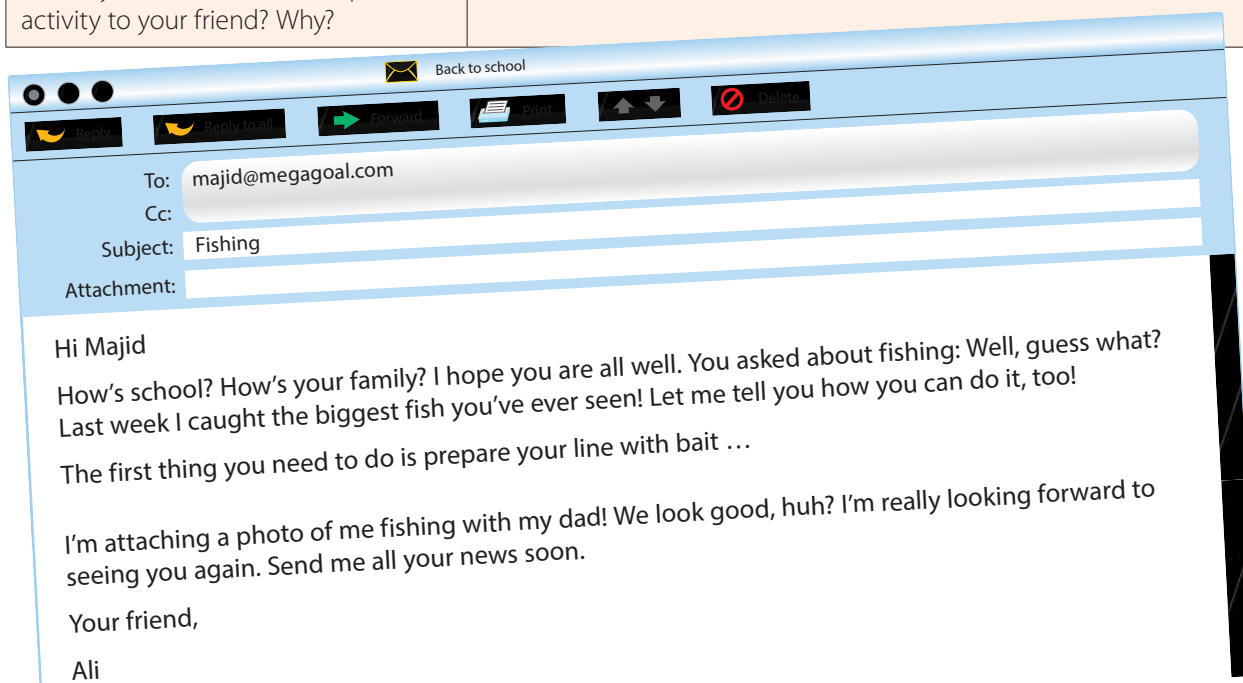 activity to your friend? Why?
Back to school
Reply
Reply to all
Forward
Print
Delete
To: majid@megagoal.com
Cc:
Subject: Fishing
Attachment:
Hi Majid
How's school? How's your family? I hope you are all well. You asked about fishing: Well, guess what?
Last week I caught the biggest fish you've ever seen! Let me tell you how you can do it, too!
The first thing you need to do is prepare your line with bait …
I'm attaching a photo of me fishing with my dad! We look good, huh? I'm really looking forward to
seeing you again. Send me all your news soon.
Your friend,
Ali